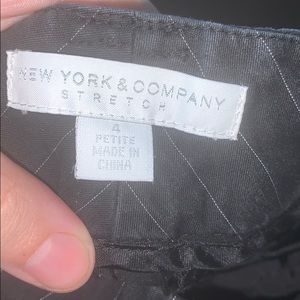 NEW YORK & COMPANY
STRETCH
4
PETITE
MADE IN
CHINA